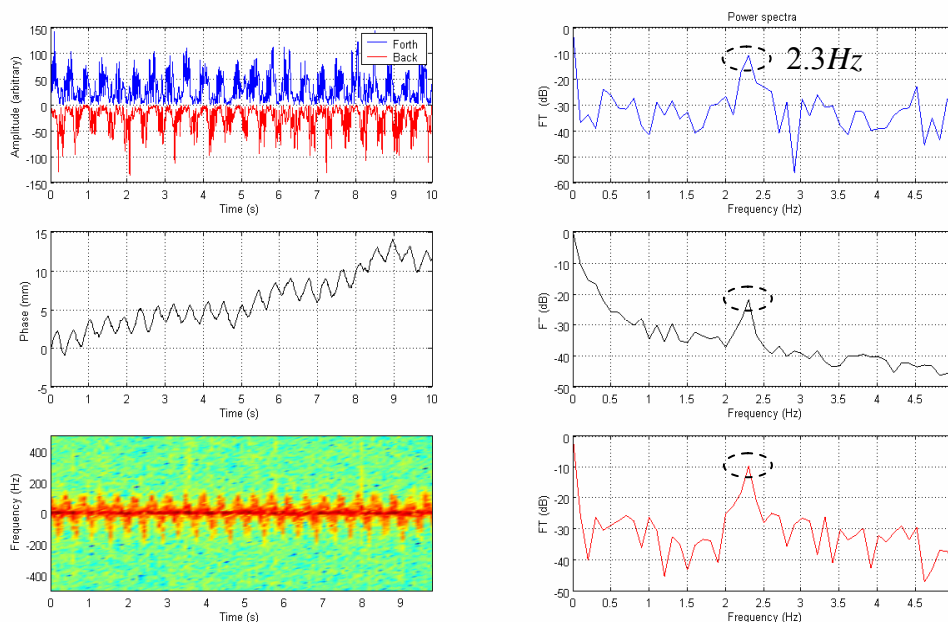 Amplitude (arbitrary)
150
100
50
0
-50
-100
-150
Forth
Back
0 1 2 3 4 5 6 7 8 9 10
Time (s)
Power spectra
FT (dB)
0
-10
-20
-30
-40
-50
-60
2.3Hz
0 0.5 1 1.5 2 2.5 3 3.5 4 4.5
Frequency (Hz)
Phase (mm)
15
10
5
0
-5
0 1 2 3 4 5 6 7 8 9 10
Time (s)
FT (dB)
0
-10
-20
-30
-40
-50
0 0.5 1 1.5 2 2.5 3 3.5 4 4.5
Frequency (Hz)
Frequency (Hz)
400
200
0
-200
-400
0 1 2 3 4 5 6 7 8 9
Time (s)
FT (dB)
0
-10
-20
-30
-40
-50
0 0.5 1 1.5 2 2.5 3 3.5 4 4.5
Frequency (Hz)